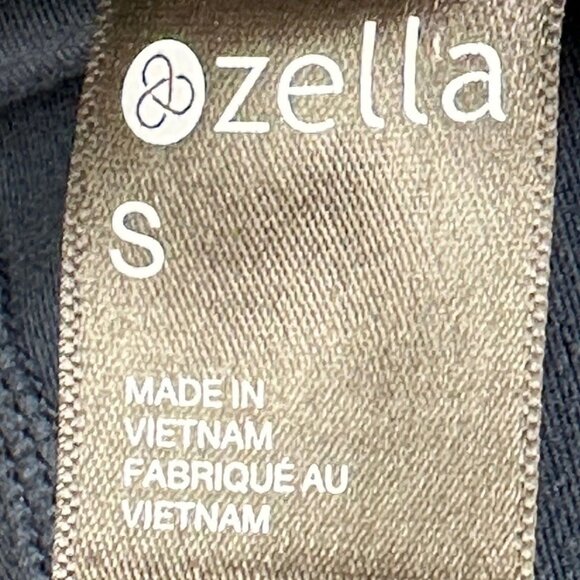 zella
S
MADE IN
VIETNAM
FABRIQUÉ AU
VIETNAM